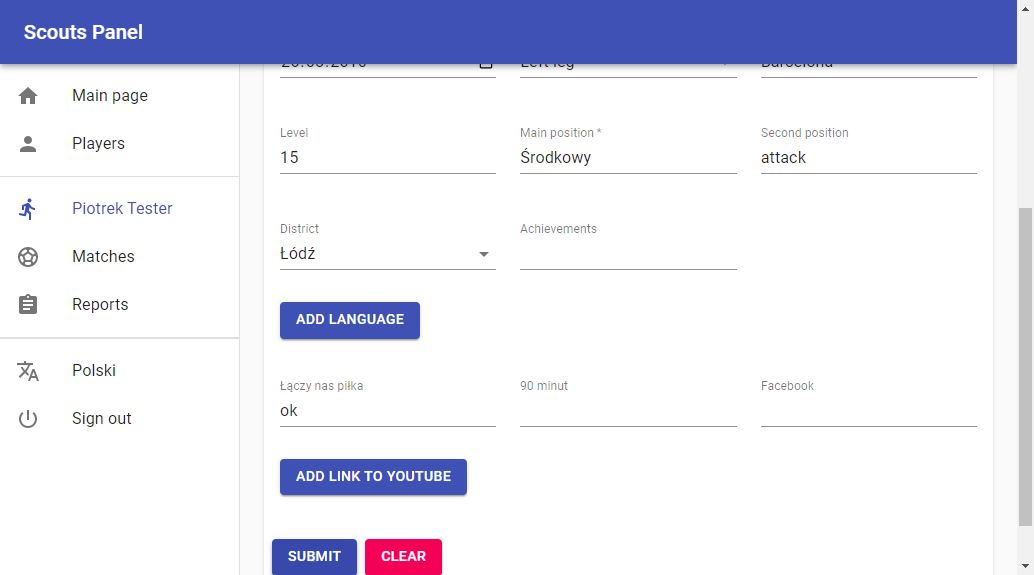 Scouts Panel
Main page
Players
Piotrek Tester
Matches
Reports
Polski
Sign out
Left leg
Barcelona
Level
Main position *
Second position
15
Środkowy
attack
District
Achievements
Łódź
ADD LANGUAGE
Łączy nas piłka
90 minut
Facebook
ok
ADD LINK TO YOUTUBE
SUBMIT
CLEAR